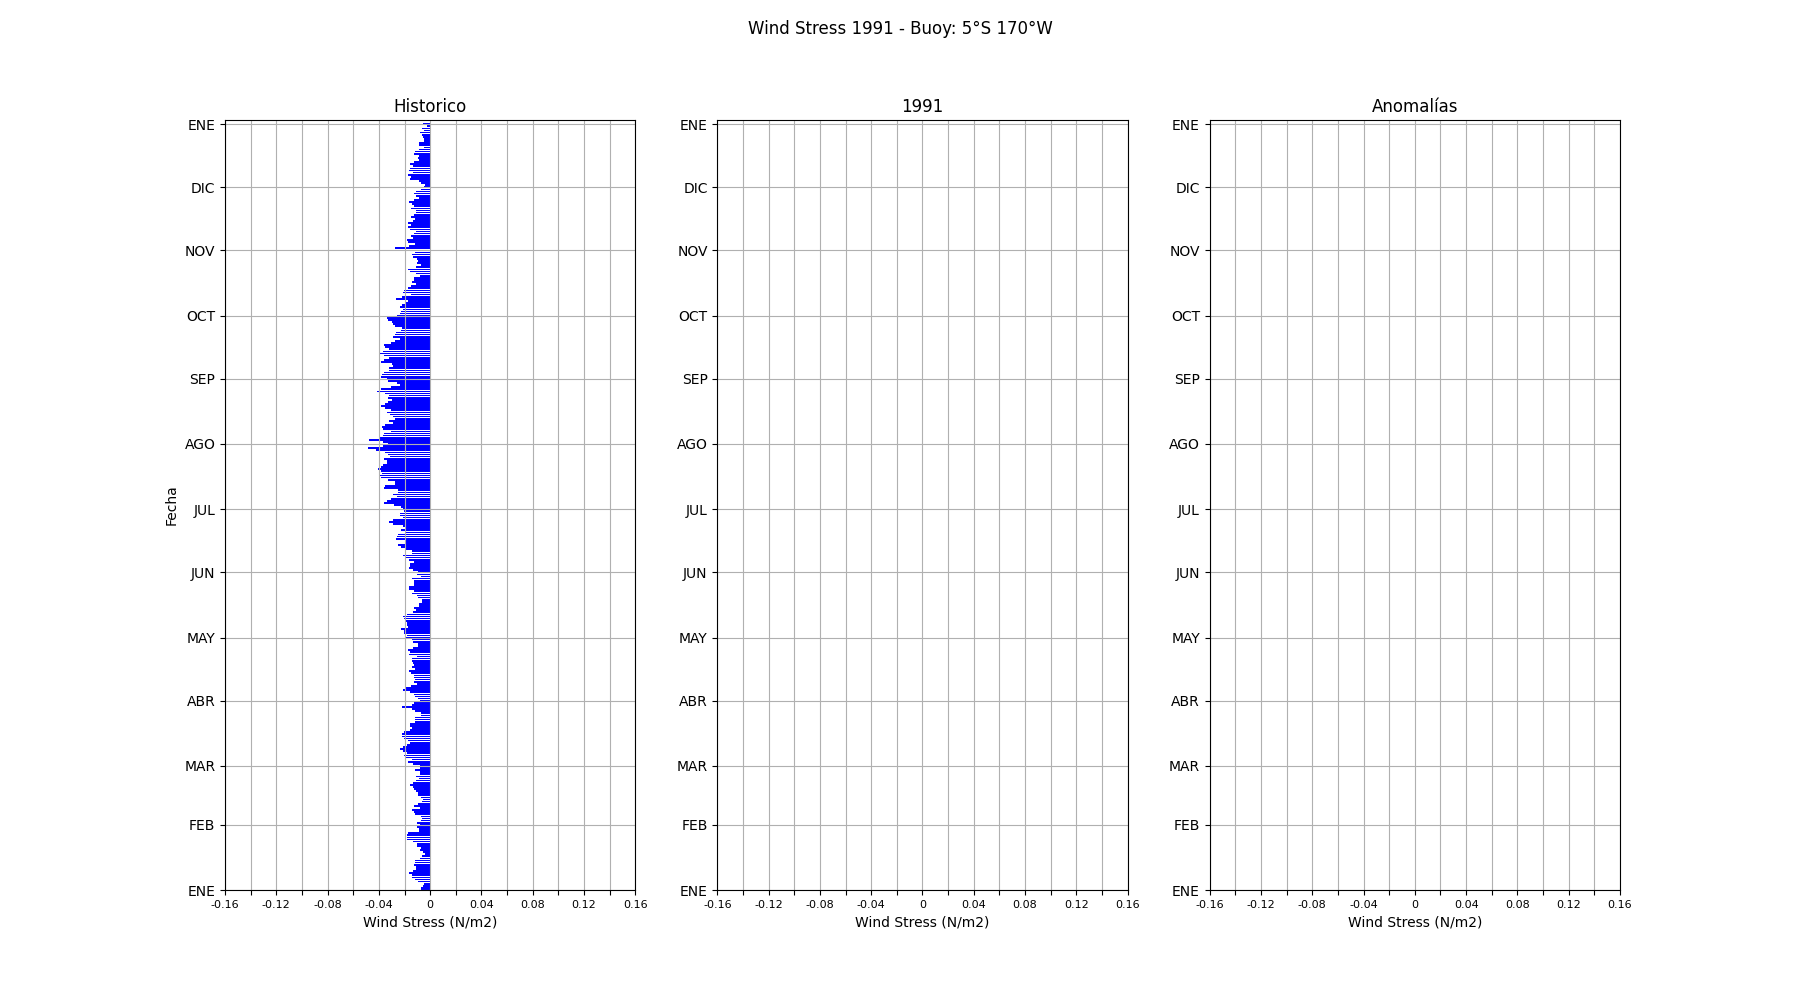 Wind Stress 1991 - Buoy: 5°S 170°W
Historico
ENE
DIC
NOV
OCT
SEP
AGO
JUL
JUN
MAY
ABR
MAR
FEB
ENE
Fecha
-0.16 -0.12 -0.08 -0.04 0 0.04 0.08 0.12 0.16
Wind Stress (N/m2)
1991
ENE
DIC
NOV
OCT
SEP
AGO
JUL
JUN
MAY
ABR
MAR
FEB
ENE
-0.16 -0.12 -0.08 -0.04 0 0.04 0.08 0.12 0.16
Wind Stress (N/m2)
Anomalías
ENE
DIC
NOV
OCT
SEP
AGO
JUL
JUN
MAY
ABR
MAR
FEB
ENE
-0.16 -0.12 -0.08 -0.04 0 0.04 0.08 0.12 0.16
Wind Stress (N/m2)